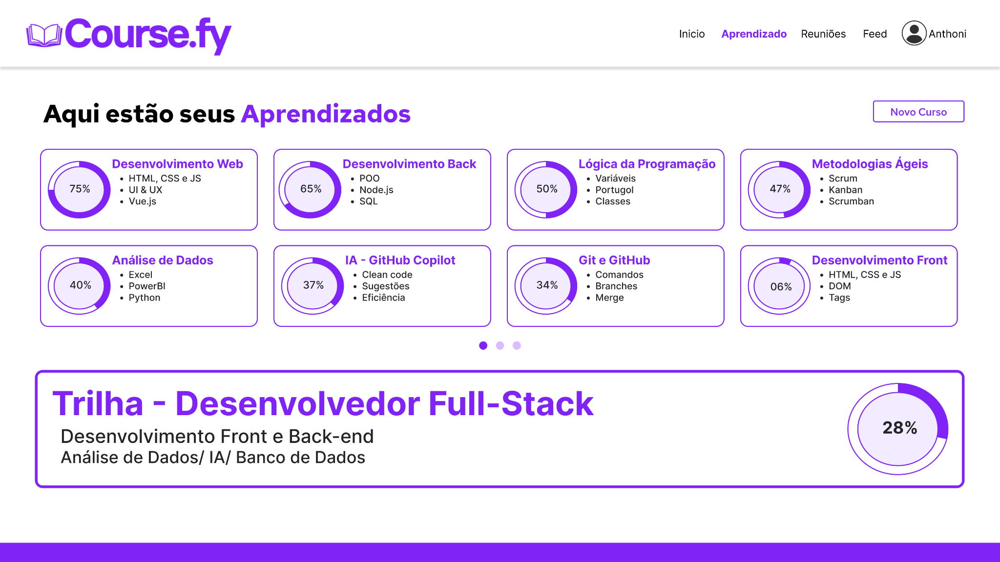 Course.fy
Inicio Aprendizado Reuniões Feed Anthoni
Aqui estão seus Aprendizados
Novo Curso
75%
Desenvolvimento Web
• HTML, CSS e JS
• UI & UX
• Vue.js
65%
Desenvolvimento Back
• POO
• Node.js
• SQL
50%
Lógica da Programação
• Variáveis
• Portugol
• Classes
47%
Metodologias Ágeis
• Scrum
• Kanban
• Scrumban
40%
Análise de Dados
• Excel
• PowerBI
• Python
37%
IA - GitHub Copilot
• Clean code
• Sugestões
• Eficiência
34%
Git e GitHub
• Comandos
• Branches
• Merge
06%
Desenvolvimento Front
• HTML, CSS e JS
• DOM
• Tags
Trilha - Desenvolvedor Full-Stack
Desenvolvimento Front e Back-end
Análise de Dados/ IA/ Banco de Dados
28%